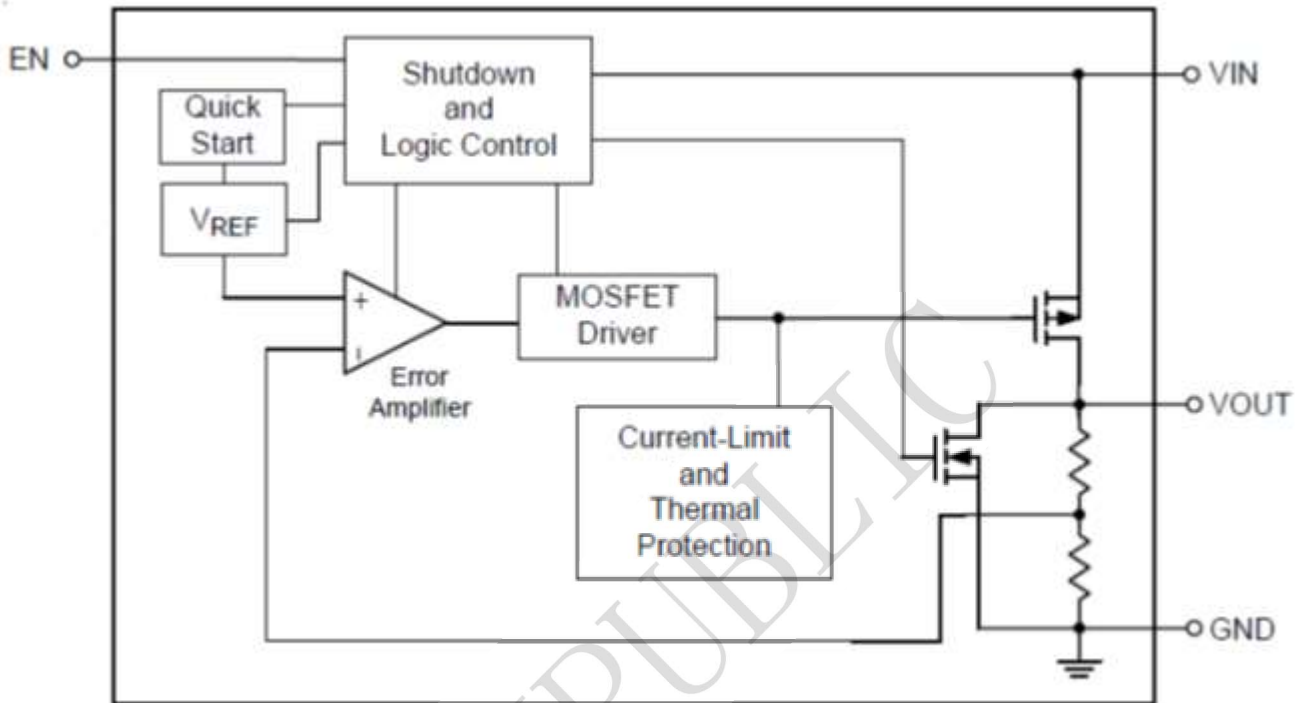 EN
Shutdown
and
Logic Control
VIN
Quick
Start
VREF
+
MOSFET
Driver
Error
Amplifier
VOUT
Current-Limit
and
Thermal
Protection
GND
PUBLIC